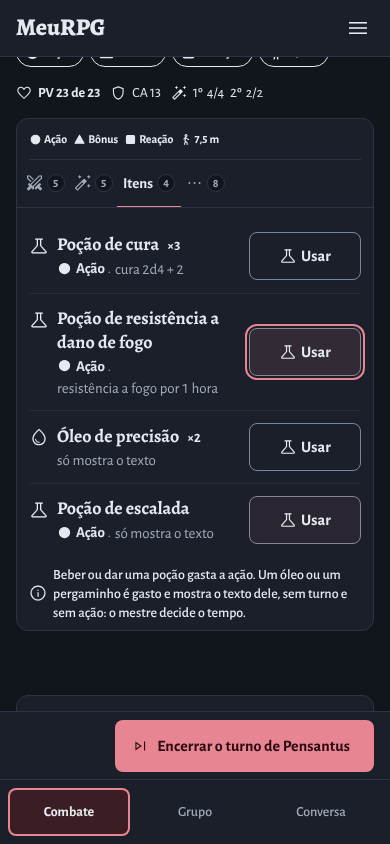 MeuRPG
PV 23 de 23 CA 13 1º 4/4 2º 2/2
Ação Bônus Reação 7,5 m
5 5 Itens 4 ... 8
Poção de cura ×3
Ação . cura 2d4 + 2
Usar
Poção de resistência a
dano de fogo
Ação .
resistência a fogo por 1 hora
Usar
Óleo de precisão ×2
só mostra o texto
Usar
Poção de escalada
Ação . só mostra o texto
Usar
Beber ou dar uma poção gasta a ação. Um óleo ou um
pergaminho é gasto e mostra o texto dele, sem turno e
sem ação: o mestre decide o tempo.
Encerrar o turno de Pensantus
Combate Grupo Conversa